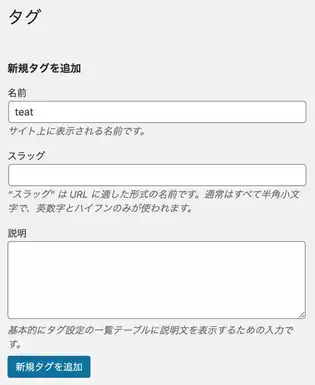 タグ
新規タグを追加
名前
teat
サイト上に表示される名前です。
スラッグ
“スラッグ” は URL に適した形式の名前です。通常はすべて半角小文
字で、英数字とハイフンのみが使われます。
説明
基本的にタグ設定の一覧テーブルに説明文を表示するための入力で
す。
新規タグを追加